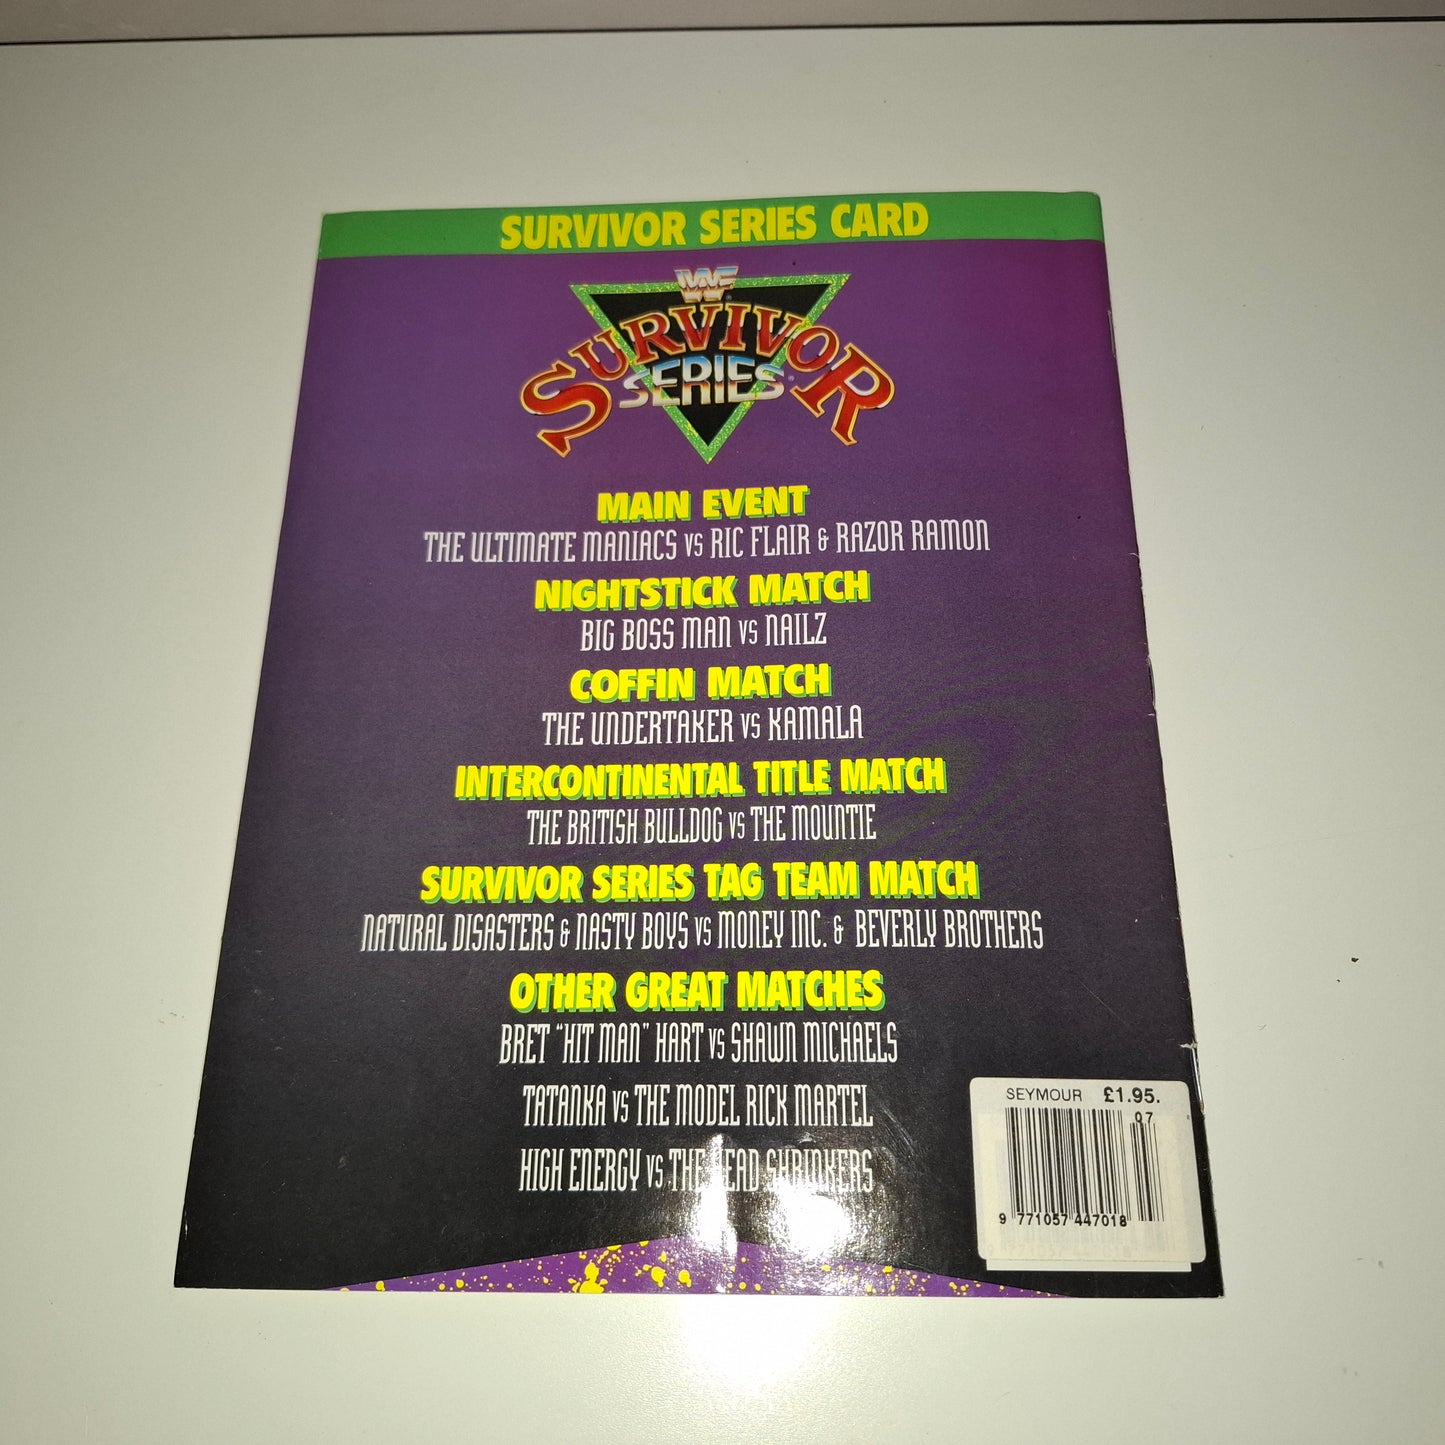 SURVIVOR SERIES CARD
WF
SURVIVOR
SERIES
MAIN EVENT
THE ULTIMATE MANIACS VS RIC FLAIR & RAZOR RAMON
NIGHTSTICK MATCH
BIG BOSS MAN VS NAILZ
COFFIN MATCH
THE UNDERTAKER VS KAMALA
INTERCONTINENTAL TITLE MATCH
THE BRITISH BULLDOG VS THE MOUNTIE
SURVIVOR SERIES TAG TEAM MATCH
NATURAL DISASTERS & NASTY BOYS VS MONEY INC. & BEVERLY BROTHERS
OTHER GREAT MATCHES
BRET "HIT MAN" HART VS SHAWN MICHAELS
TATANKA VS THE MODEL RICK MARTEL
HIGH ENERGY VS THE HEAD SHRINKERS
SEYMOUR £1.95.
07
9 771057 447018